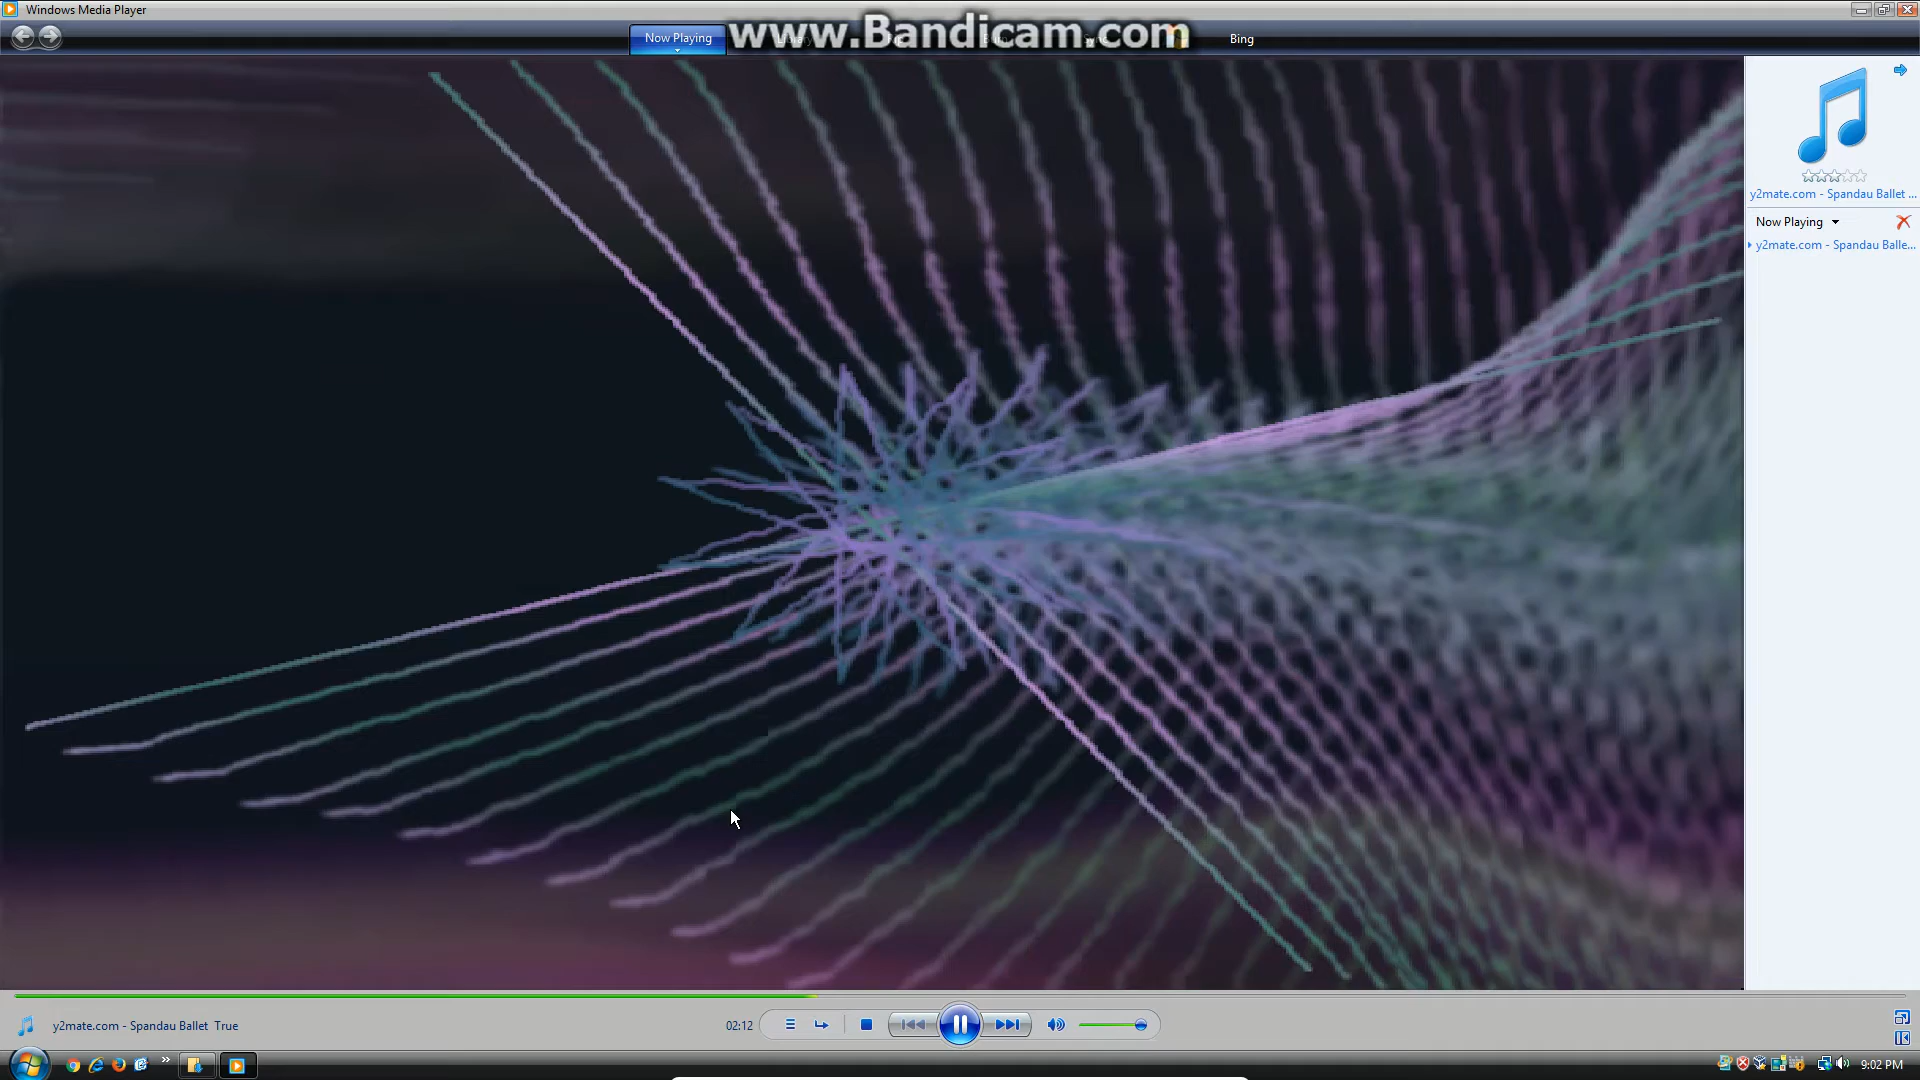 Windows Media Player
www.Bandicam.com
Now Playing
Bing
y2mate.com - Spandau Ballet ...
Now Playing
y2mate.com - Spandau Balle...
y2mate.com - Spandau Ballet True
02:12
9:02 PM